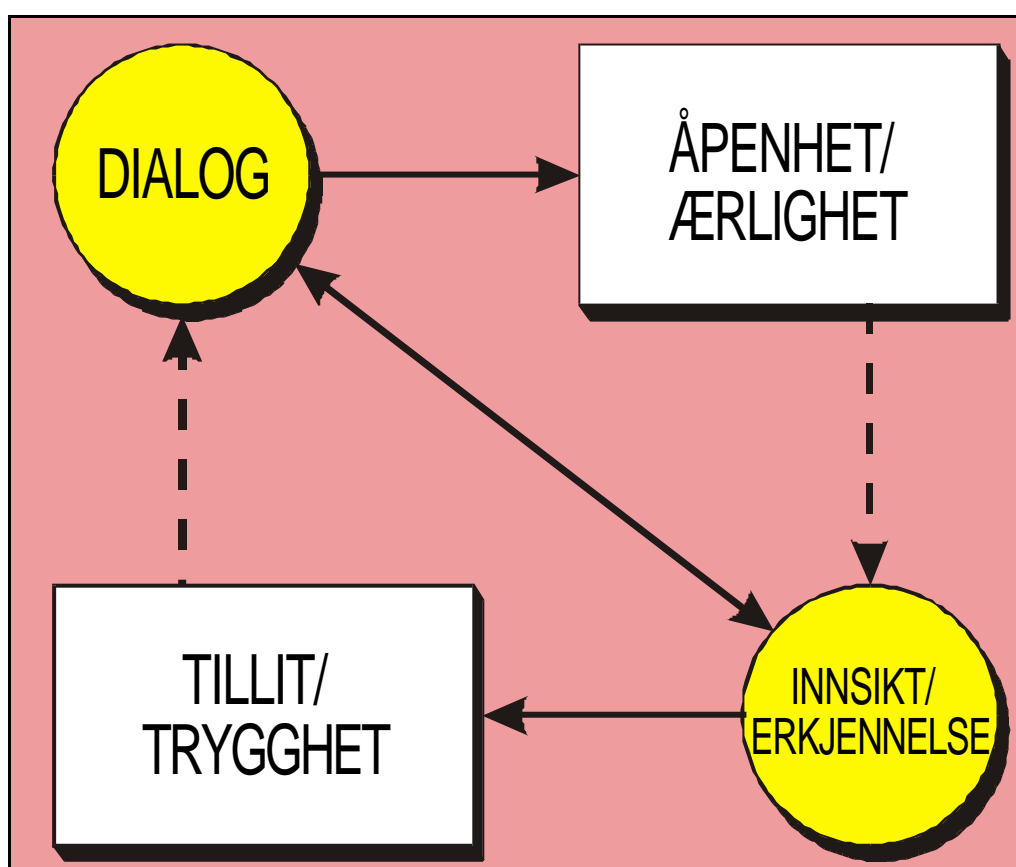 DIALOG
ÅPENHET/
ÆRLIGHET
TILLIT/
TRYGGHET
INNSIKT/
ERKJENNELSE